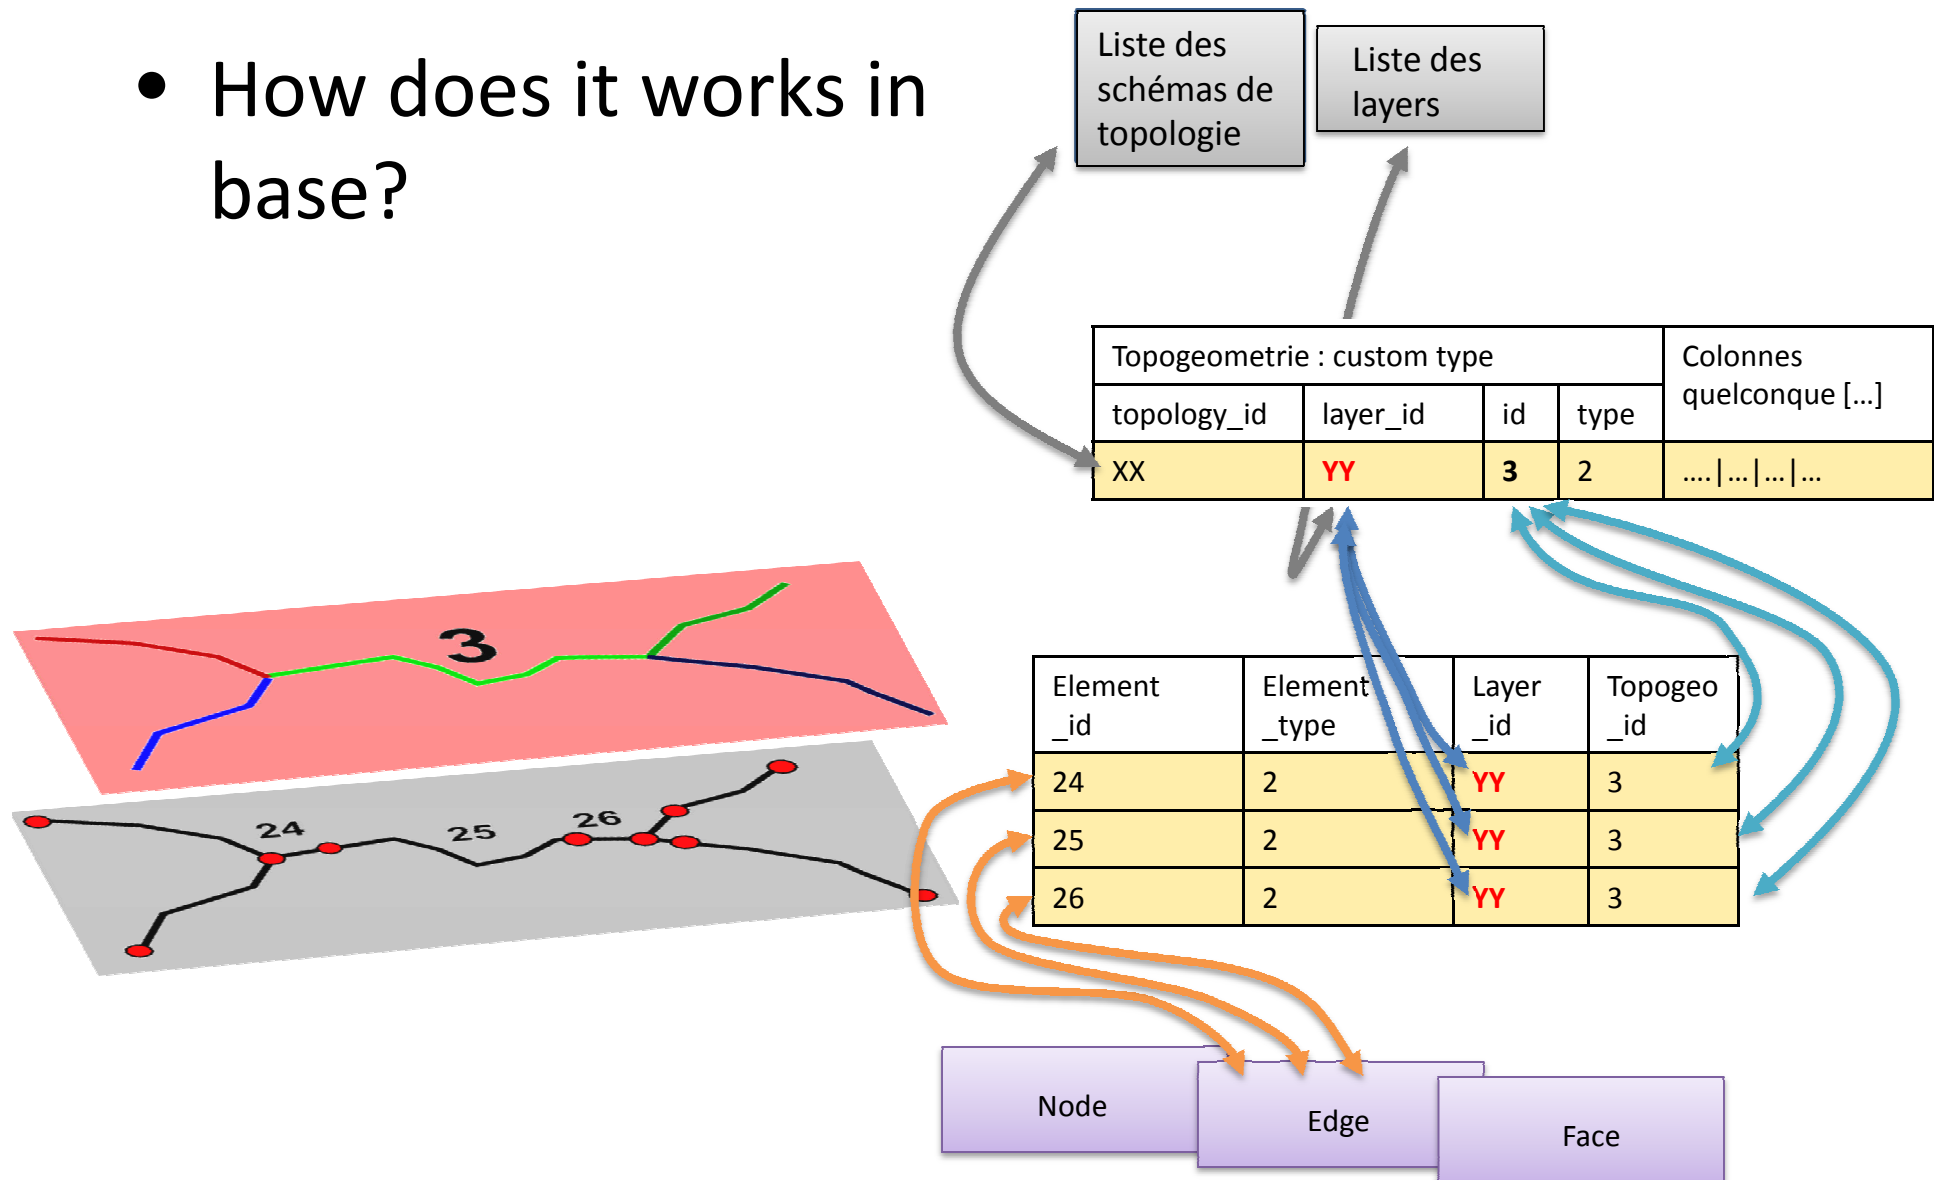 • How does it works in
base?
Liste des
schémas de
topologie
Liste des
layers
Topogeometrie : custom type
Colonnes
quelconque [...]
topology_id
layer_id
id
type
XX
YY
3
2
....|...|...|...
3
24
25
26
Element
_id
Element
_type
Layer
_id
Topogeo
_id
24
2
YY
3
25
2
YY
3
26
2
YY
3
Node
Edge
Face